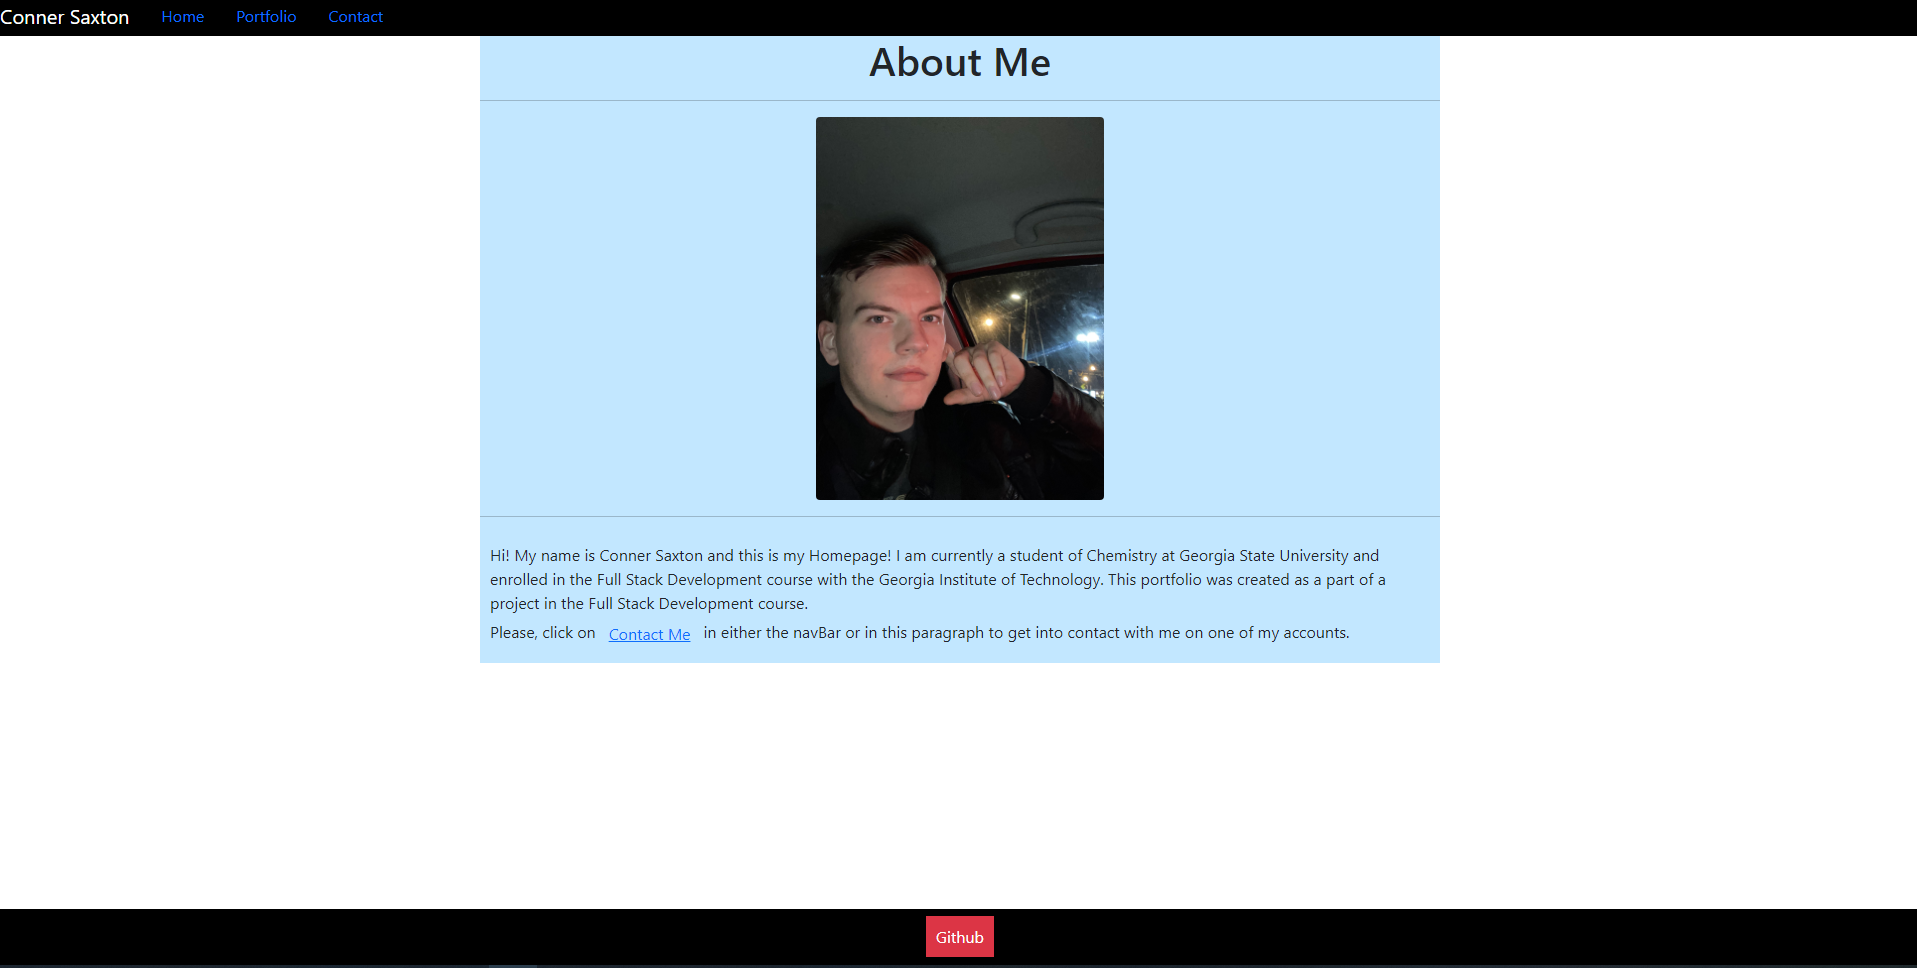 Conner Saxton Home Portfolio Contact
About Me
Hi! My name is Conner Saxton and this is my Homepage! I am currently a student of Chemistry at Georgia State University and
enrolled in the Full Stack Development course with the Georgia Institute of Technology. This portfolio was created as a part of a
project in the Full Stack Development course.
Please, click on Contact Me in either the navBar or in this paragraph to get into contact with me on one of my accounts.
Github